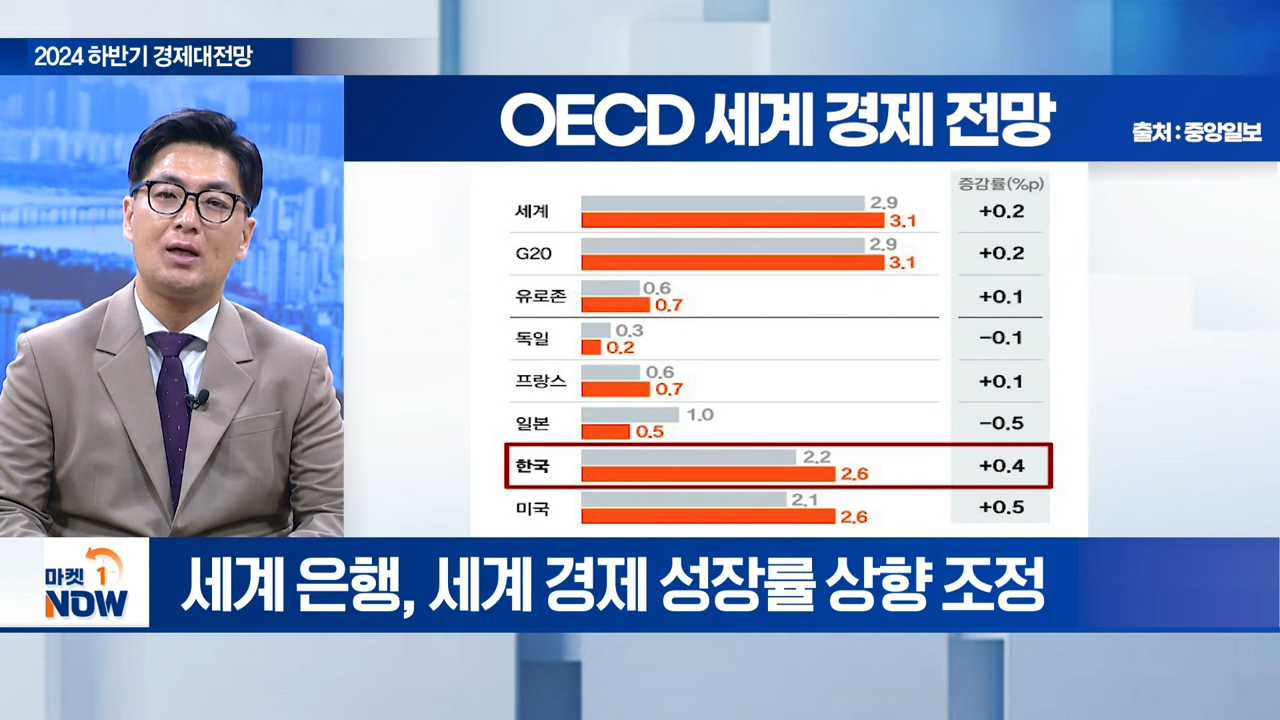 2024 하반기 경제대전망
OECD 세계 경제 전망
출처 : 중앙일보
증감률(%p)
세계 2.9 3.1 +0.2
G20 2.9 3.1 +0.2
유로존 0.6 0.7 +0.1
독일 0.3 0.2 −0.1
프랑스 0.6 0.7 +0.1
일본 1.0 0.5 −0.5
한국 2.2 2.6 +0.4
미국 2.1 2.6 +0.5
마켓 1
NOW
세계 은행, 세계 경제 성장률 상향 조정